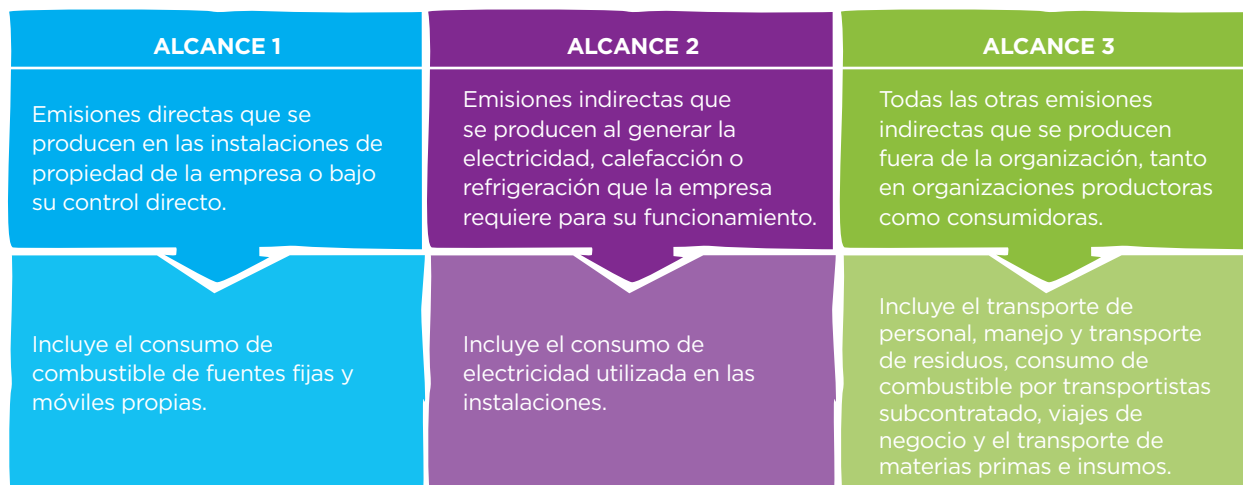 ALCANCE 1
Emisiones directas que se
producen en las instalaciones de
propiedad de la empresa o bajo
su control directo.
Incluye el consumo de
combustible de fuentes fijas y
móviles propias.
ALCANCE 2
Emisiones indirectas que
se producen al generar la
electricidad, calefacción o
refrigeración que la empresa
requiere para su funcionamiento.
Incluye el consumo de
electricidad utilizada en las
instalaciones.
ALCANCE 3
Todas las otras emisiones
indirectas que se producen
fuera de la organización, tanto
en organizaciones productoras
como consumidoras.
Incluye el transporte de
personal, manejo y transporte
de residuos, consumo de
combustible por transportistas
subcontratado, viajes de
negocio y el transporte de
materias primas e insumos.